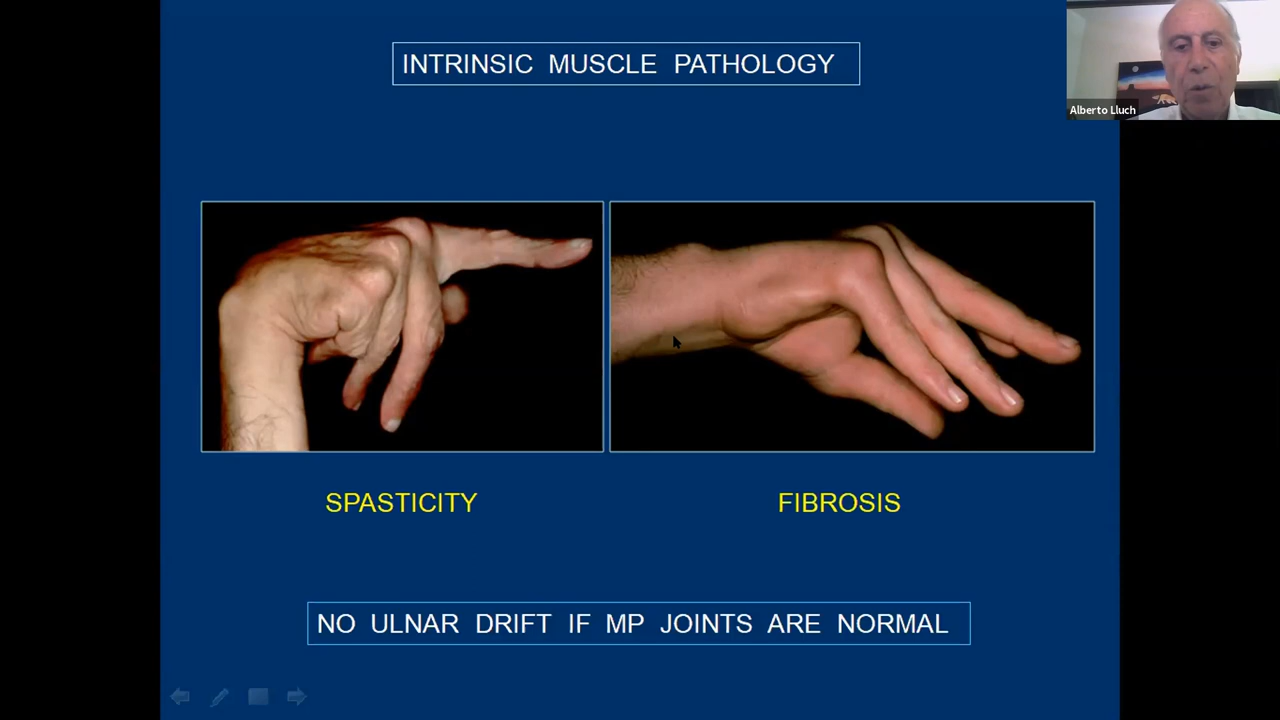 INTRINSIC MUSCLE PATHOLOGY
Alberto Lluch
SPASTICITY
FIBROSIS
NO ULNAR DRIFT IF MP JOINTS ARE NORMAL